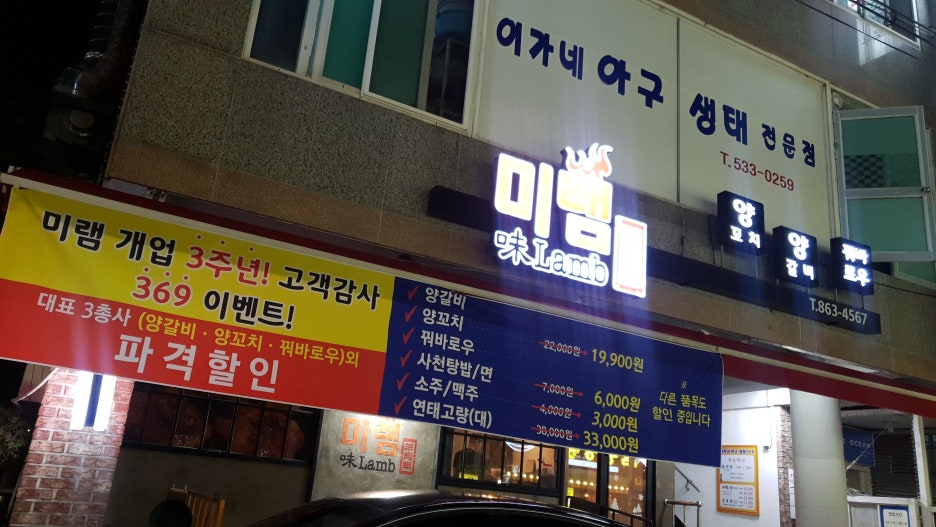 이가네 아구 생태 전문점
T.533-0259
미램
味Lamb
양
꼬치
양
갈비
꿔바
로우
T.863-4567
미램 개업 3주년! 고객감사
369 이벤트!
대표 3총사 (양갈비 · 양꼬치 · 꿔바로우)외
파격할인
✓ 양갈비
✓ 양꼬치
✓ 꿔바로우 22,000원 → 19,900원
✓ 사천탕밥/면 7,000원 → 6,000원
✓ 소주/맥주 4,000원 → 3,000원
✓ 연태고량(대) 38,000원 → 33,000원
또
다른 품목도
할인 중입니다
미램
味Lamb